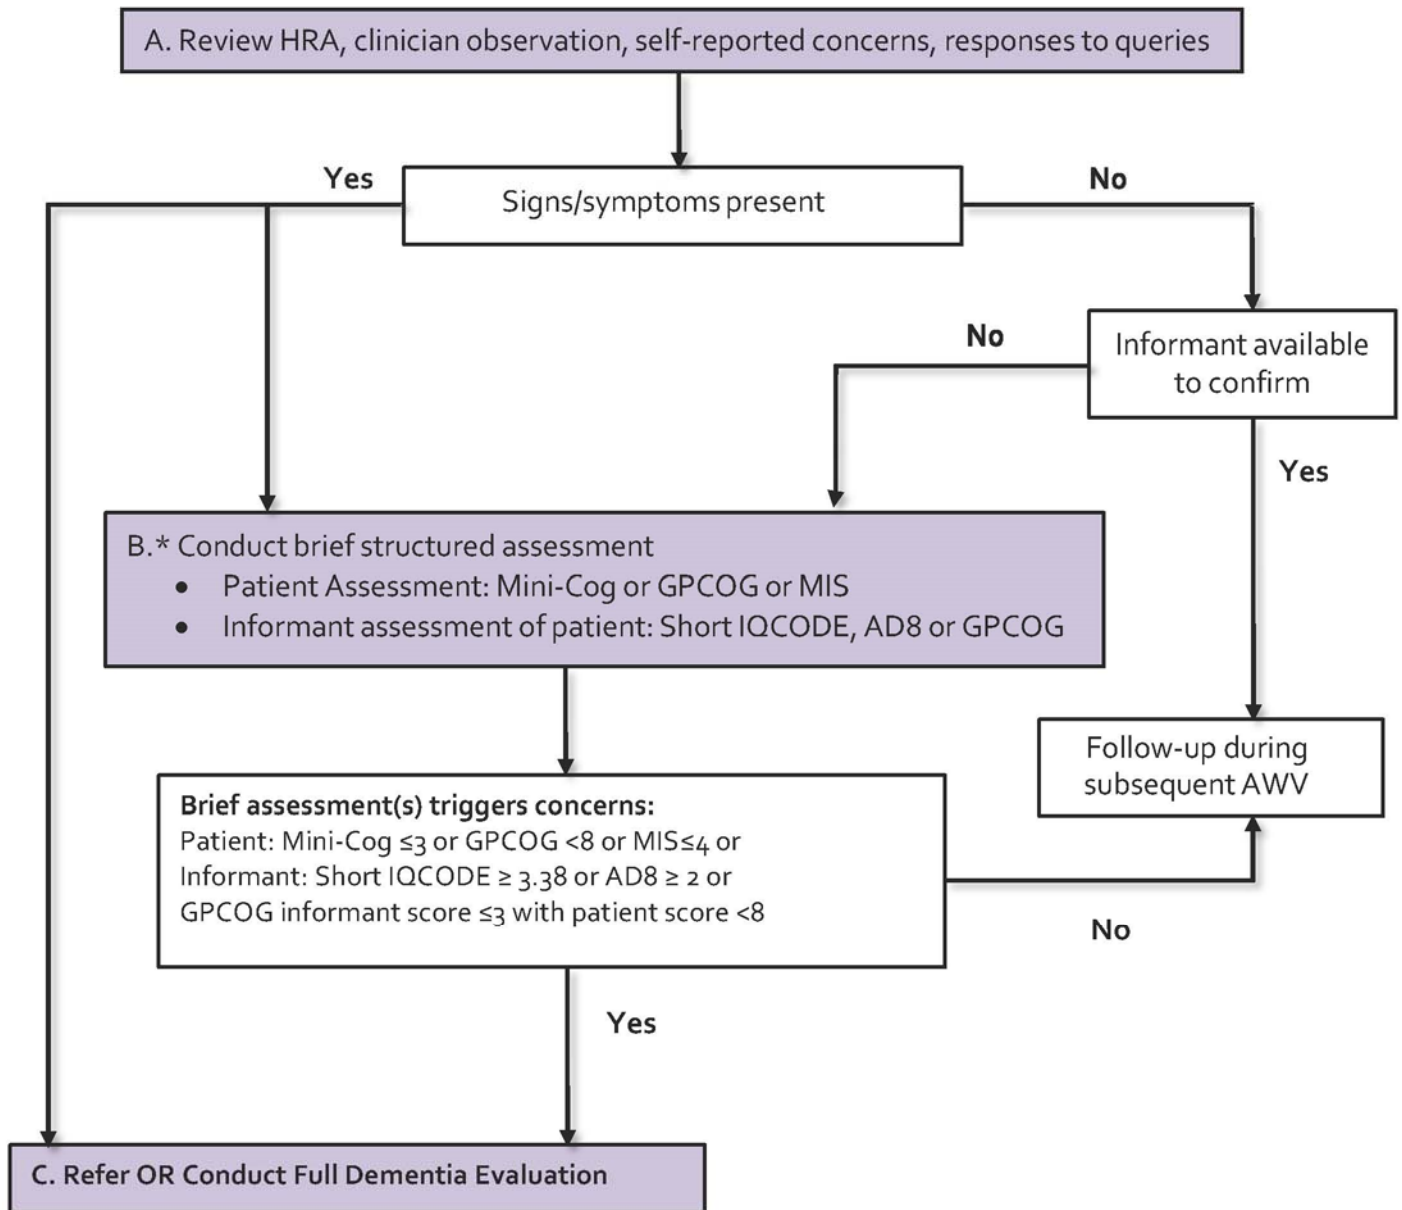 A. Review HRA, clinician observation, self-reported concerns, responses to queries
Yes
Signs/symptoms present
No
No
Informant available
to confirm
Yes
B.* Conduct brief structured assessment
• Patient Assessment: Mini-Cog or GPCOG or MIS
• Informant assessment of patient: Short IQCODE, AD8 or GPCOG
Follow-up during
subsequent AWV
Brief assessment(s) triggers concerns:
Patient: Mini-Cog ≤3 or GPCOG <8 or MIS≤4 or
Informant: Short IQCODE ≥ 3.38 or AD8 ≥ 2 or
GPCOG informant score ≤3 with patient score <8
No
Yes
C. Refer OR Conduct Full Dementia Evaluation